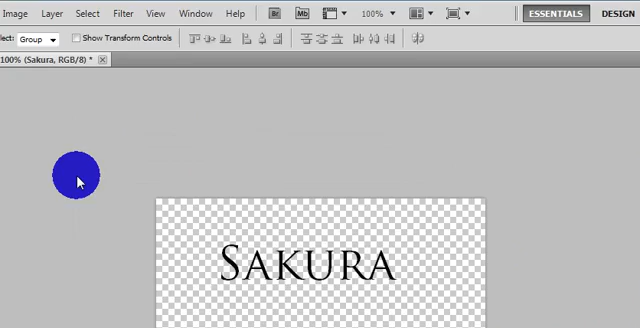 Image Layer Select Filter View Window Help Br Mb 100% ESSENTIALS DESIGN
lect: Group Show Transform Controls
100% (Sakura, RGB/8) *
SAKURA